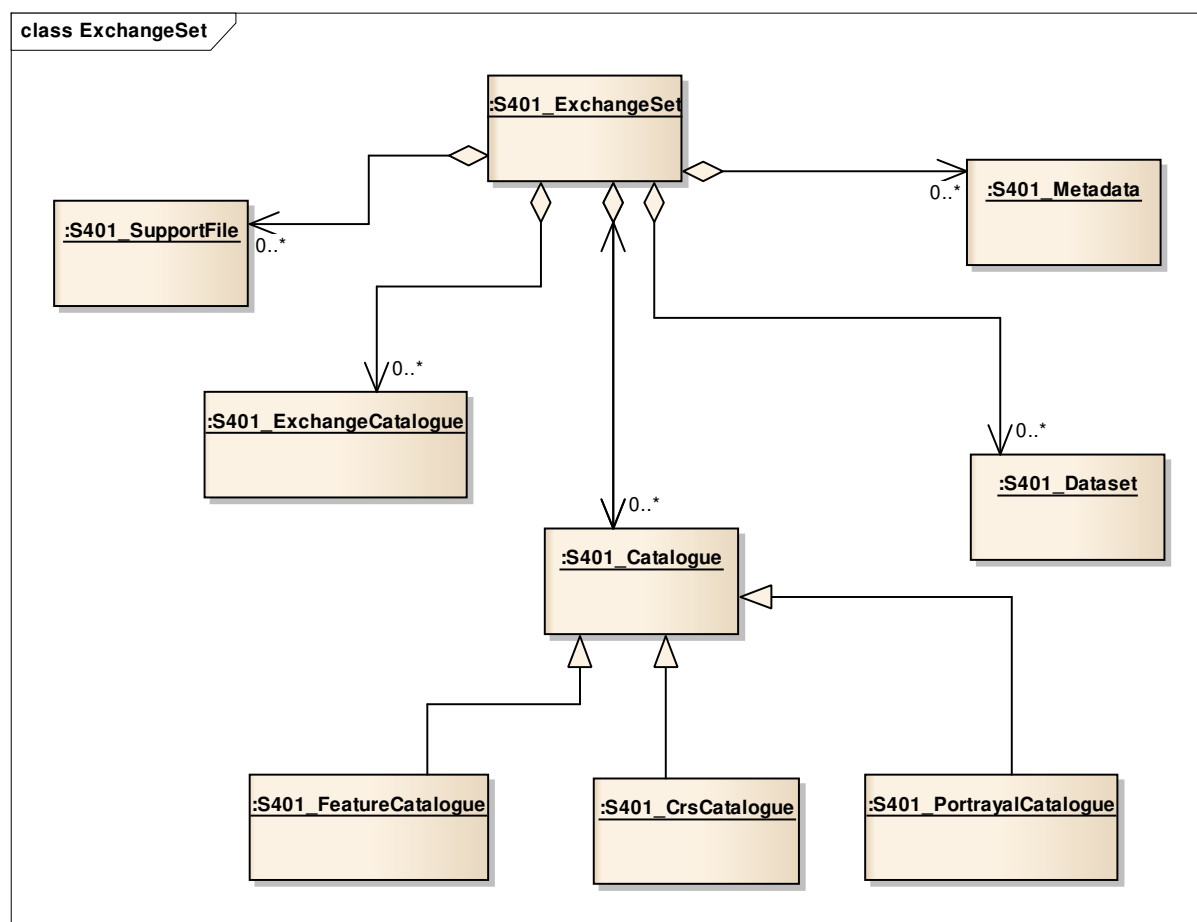 class ExchangeSet
:S401_ExchangeSet
:S401_Metadata
0..*
:S401_SupportFile
0..*
0..*
:S401_ExchangeCatalogue
0..*
:S401_Dataset
0..*
:S401_Catalogue
:S401_FeatureCatalogue
:S401_CrsCatalogue
:S401_PortrayalCatalogue